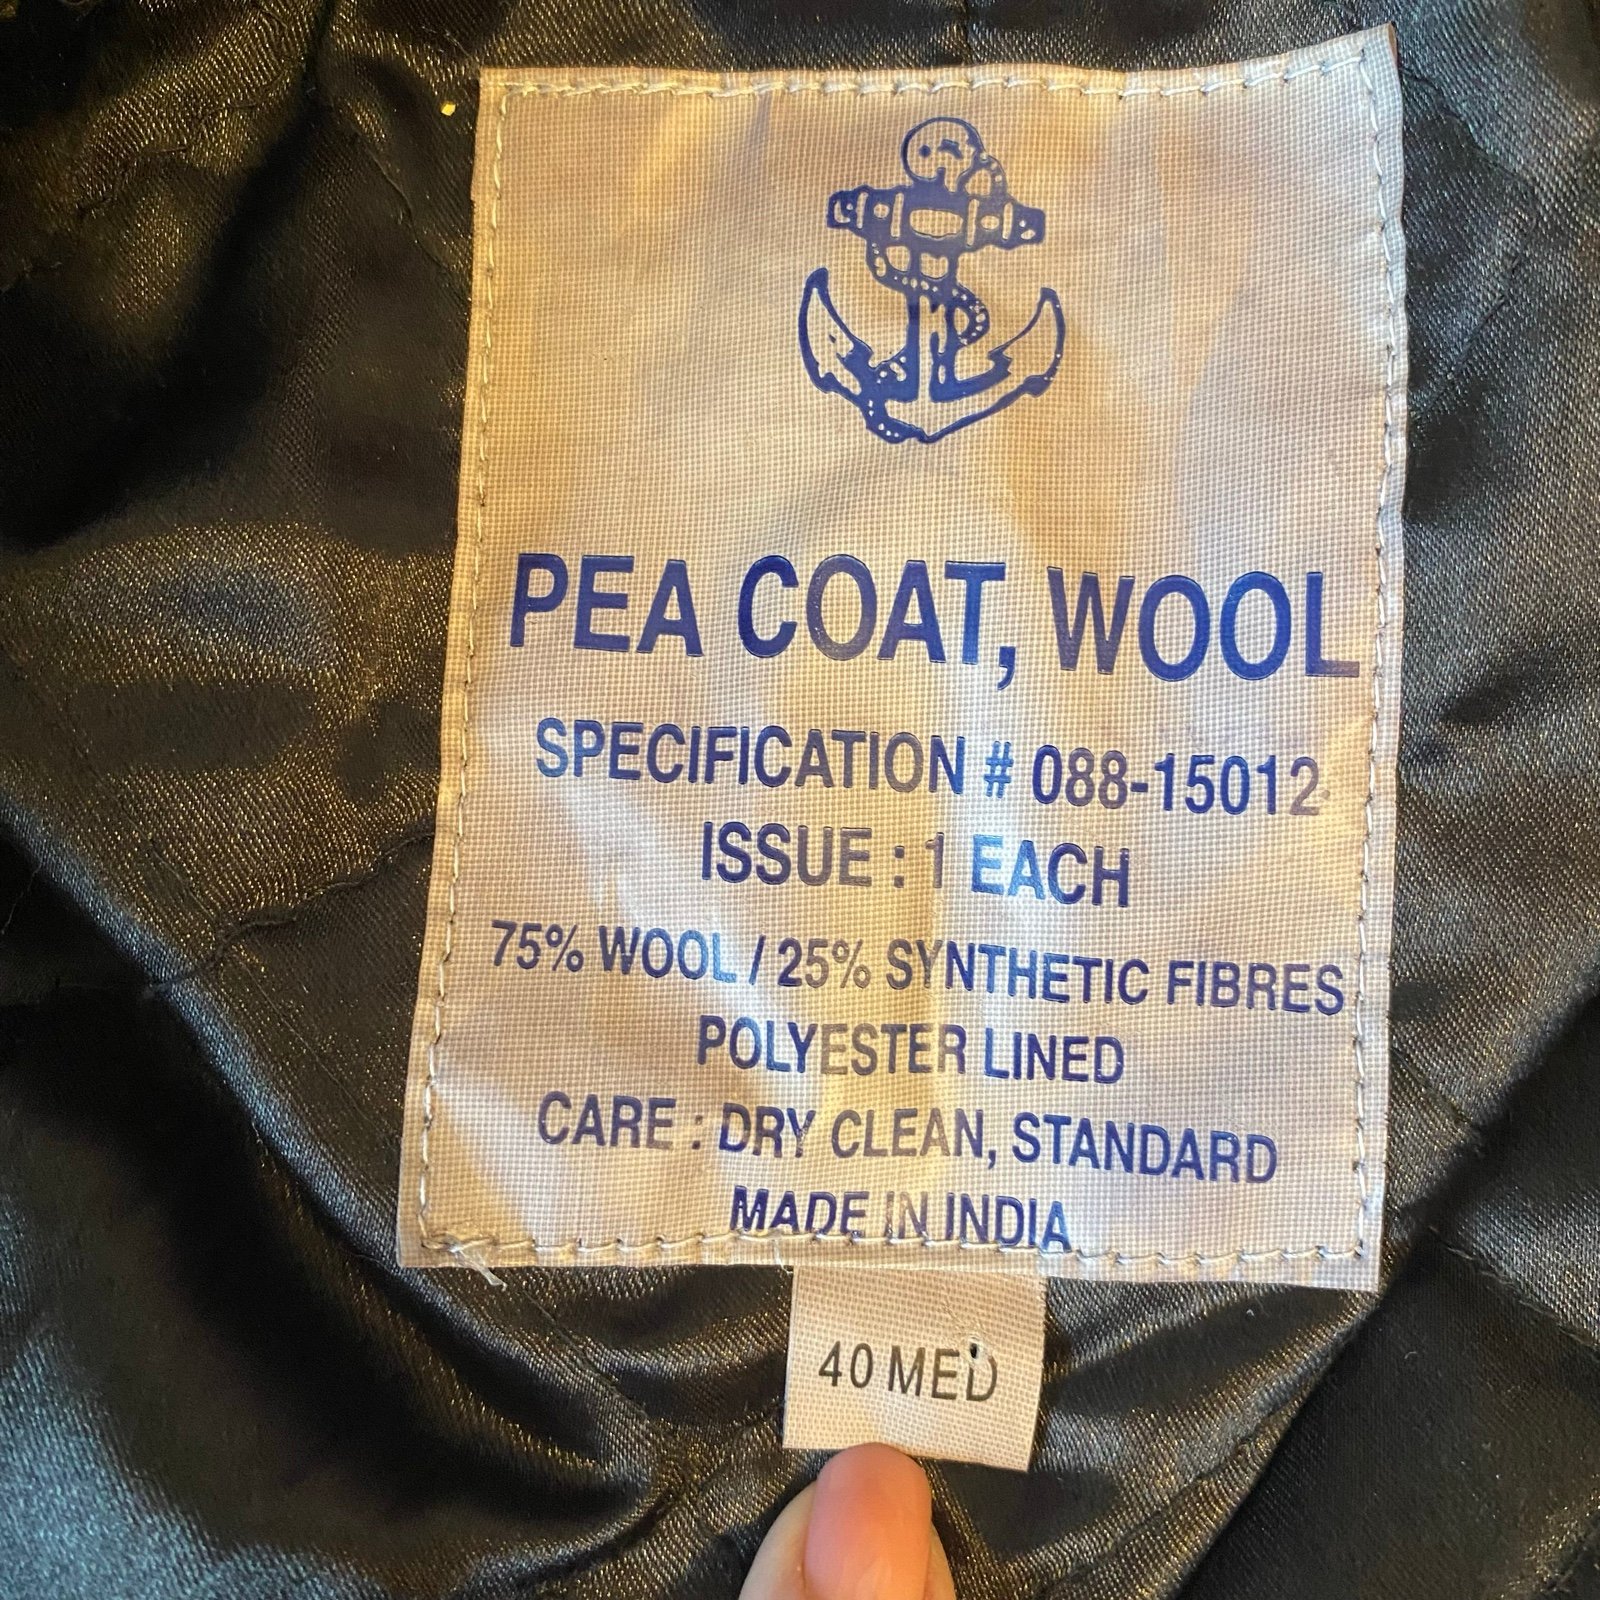 PEA COAT, WOOL
SPECIFICATION # 088-15012
ISSUE : 1 EACH
75% WOOL / 25% SYNTHETIC FIBRES
POLYESTER LINED
CARE : DRY CLEAN, STANDARD
MADE IN INDIA
40 MED